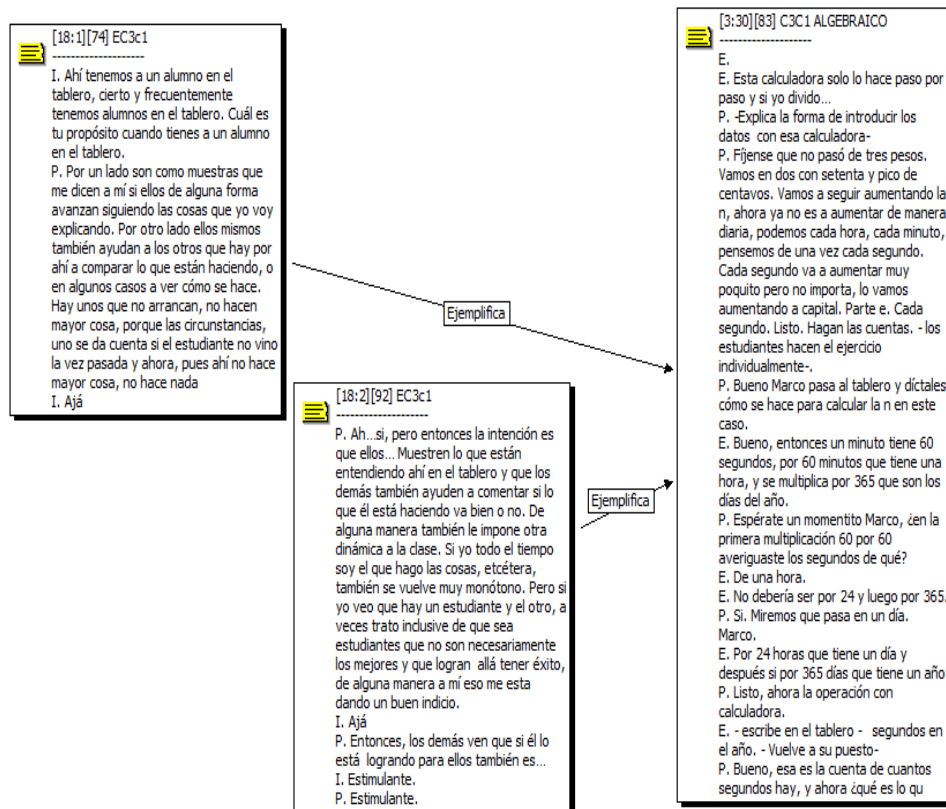 [18:1][74] EC3c1
--------------------
I. Ahí tenemos a un alumno en el
tablero, cierto y frecuentemente
tenemos alumnos en el tablero. Cuál es
tu propósito cuando tienes a un alumno
en el tablero.
P. Por un lado son como muestras que
me dicen a mí si ellos de alguna forma
avanzan siguiendo las cosas que yo voy
explicando. Por otro lado ellos mismos
también ayudan a los otros que hay por
ahí a comparar lo que están haciendo, o
en algunos casos a ver cómo se hace.
Hay unos que no arrancan, no hacen
mayor cosa, porque las circunstancias,
uno se da cuenta si el estudiante no vino
la vez pasada y ahora, pues ahí no hace
mayor cosa, no hace nada
I. Ajá
Ejemplifica
[18:2][92] EC3c1
--------------------
P. Ah...si, pero entonces la intención es
que ellos... Muestren lo que están
entendiendo ahí en el tablero y que los
demás también ayuden a comentar si lo
que él está haciendo va bien o no. De
alguna manera también le impone otra
dinámica a la clase. Si yo todo el tiempo
soy el que hago las cosas, etcétera,
también se vuelve muy monótono. Pero si
yo veo que hay un estudiante y el otro, a
veces trato inclusive de que sea
estudiantes que no son necesariamente
los mejores y que logran allá tener éxito,
de alguna manera a mí eso me esta
dando un buen indicio.
I. Ajá
P. Entonces, los demás ven que si él lo
está logrando para ellos también es...
I. Estimulante.
P. Estimulante.
Ejemplifica
[3:30][83] C3C1 ALGEBRAICO
--------------------
E.
E. Esta calculadora solo lo hace paso por
paso y si yo divido...
P. -Explica la forma de introducir los
datos con esa calculadora-
P. Fíjense que no pasó de tres pesos.
Vamos en dos con setenta y pico de
centavos. Vamos a seguir aumentando la
n, ahora ya no es a aumentar de manera
diaria, podemos cada hora, cada minuto,
pensemos de una vez cada segundo.
Cada segundo va a aumentar muy
poquito pero no importa, lo vamos
aumentando a capital. Parte e. Cada
segundo. Listo. Hagan las cuentas. - los
estudiantes hacen el ejercicio
individualmente-.
P. Bueno Marco pasa al tablero y díctales
cómo se hace para calcular la n en este
caso.
E. Bueno, entonces un minuto tiene 60
segundos, por 60 minutos que tiene una
hora, y se multiplica por 365 que son los
días del año.
P. Espérate un momentito Marco, ¿en la
primera multiplicación 60 por 60
averiguaste los segundos de qué?
E. De una hora.
E. No debería ser por 24 y luego por 365.
P. Si. Miremos que pasa en un día.
Marco.
E. Por 24 horas que tiene un día y
después si por 365 días que tiene un año
P. Listo, ahora la operación con
calculadora.
E. - escribe en el tablero - segundos en
el año. - Vuelve a su puesto-
P. Bueno, esa es la cuenta de cuantos
segundos hay, y ahora ¿qué es lo qu